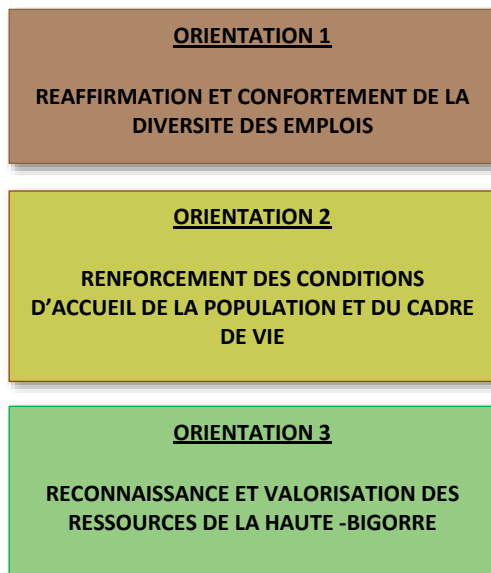 ORIENTATION 1
REAFFIRMATION ET CONFORTEMENT DE LA
DIVERSITE DES EMPLOIS
ORIENTATION 2
RENFORCEMENT DES CONDITIONS
D’ACCUEIL DE LA POPULATION ET DU CADRE
DE VIE
ORIENTATION 3
RECONNAISSANCE ET VALORISATION DES
RESSOURCES DE LA HAUTE -BIGORRE